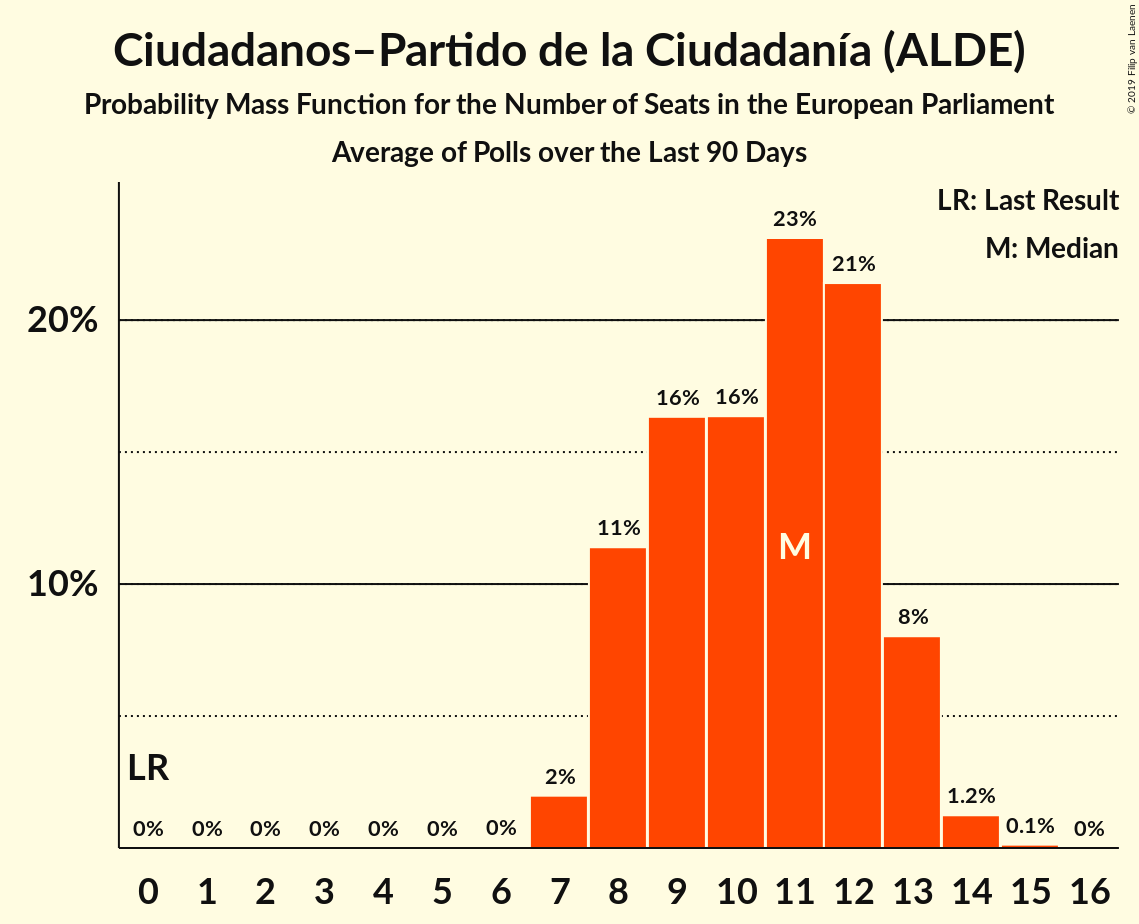 Ciudadanos–Partido de la Ciudadanía (ALDE)
Probability Mass Function for the Number of Seats in the European Parliament
Average of Polls over the Last 90 Days
© 2019 Filip van Laenen
LR: Last Result
M: Median
20%
10%
LR
0% 0% 0% 0% 0% 0% 0% 2% 11% 16% 16% 23% 21% 8% 1.2% 0.1% 0%
M
0 1 2 3 4 5 6 7 8 9 10 11 12 13 14 15 16